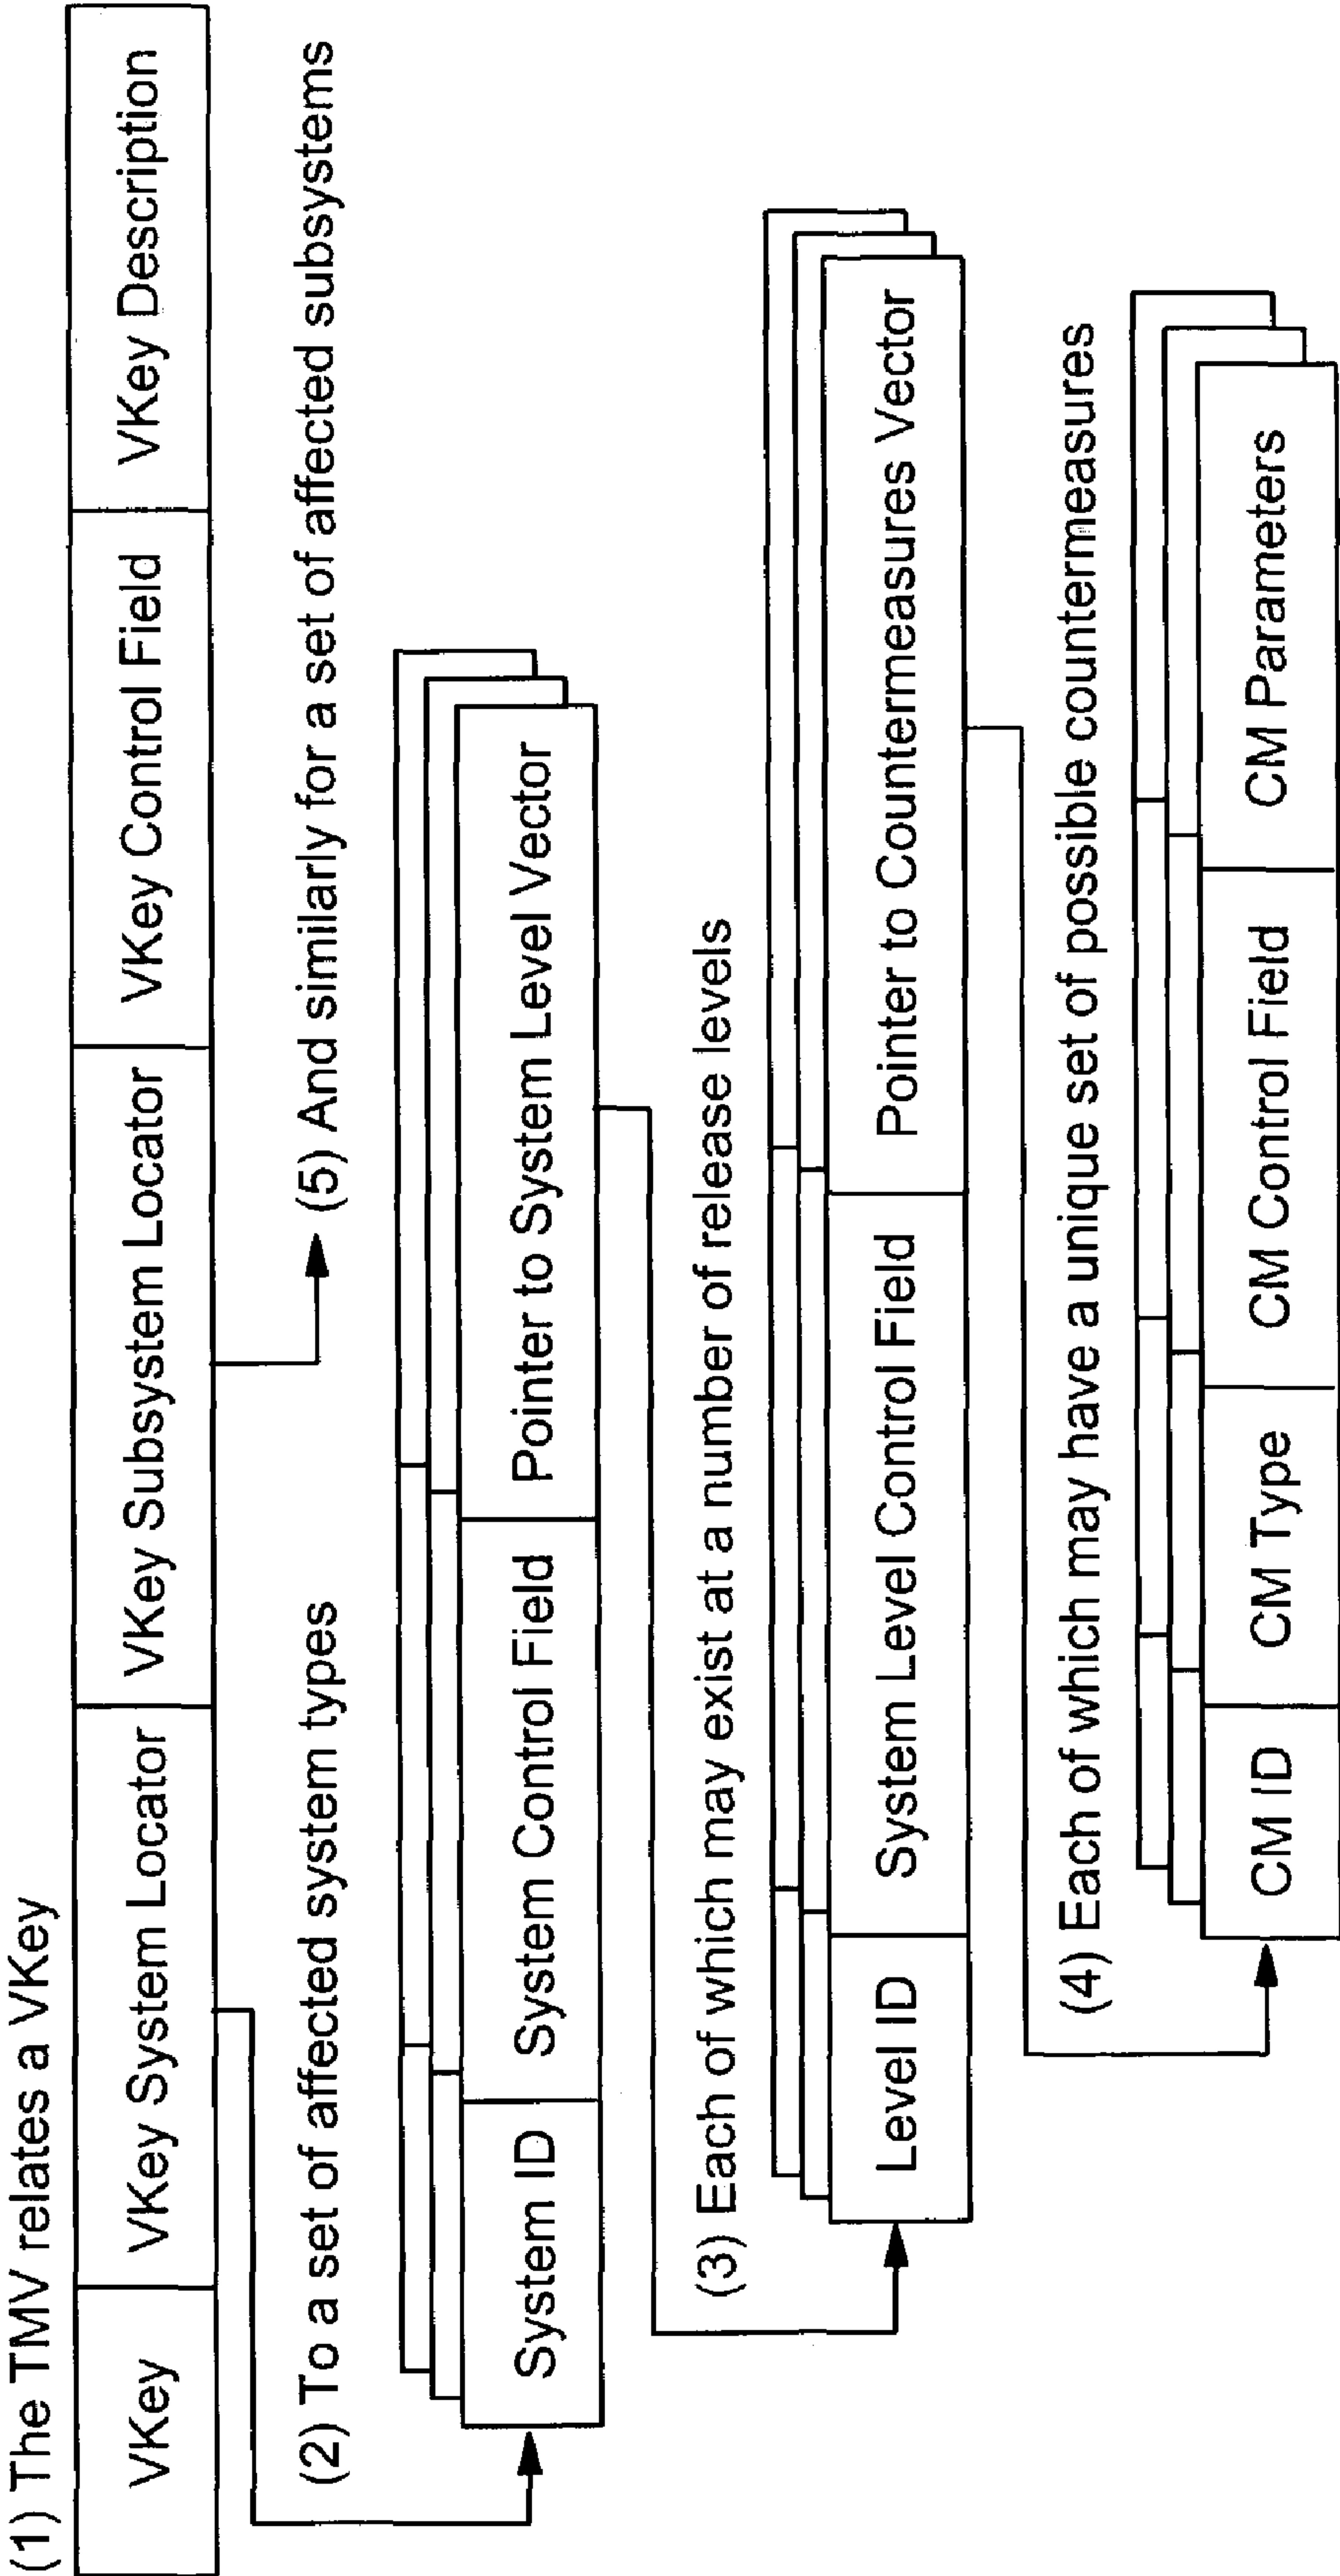 (1) The TMV relates a VKey
VKey VKey System Locator VKey Subsystem Locator VKey Control Field VKey Description
(2) To a set of affected system types
(5) And similarly for a set of affected subsystems
System ID System Control Field Pointer to System Level Vector
(3) Each of which may exist at a number of release levels
Level ID System Level Control Field Pointer to Countermeasures Vector
(4) Each of which may have a unique set of possible countermeasures
CM ID CM Type CM Control Field CM Parameters